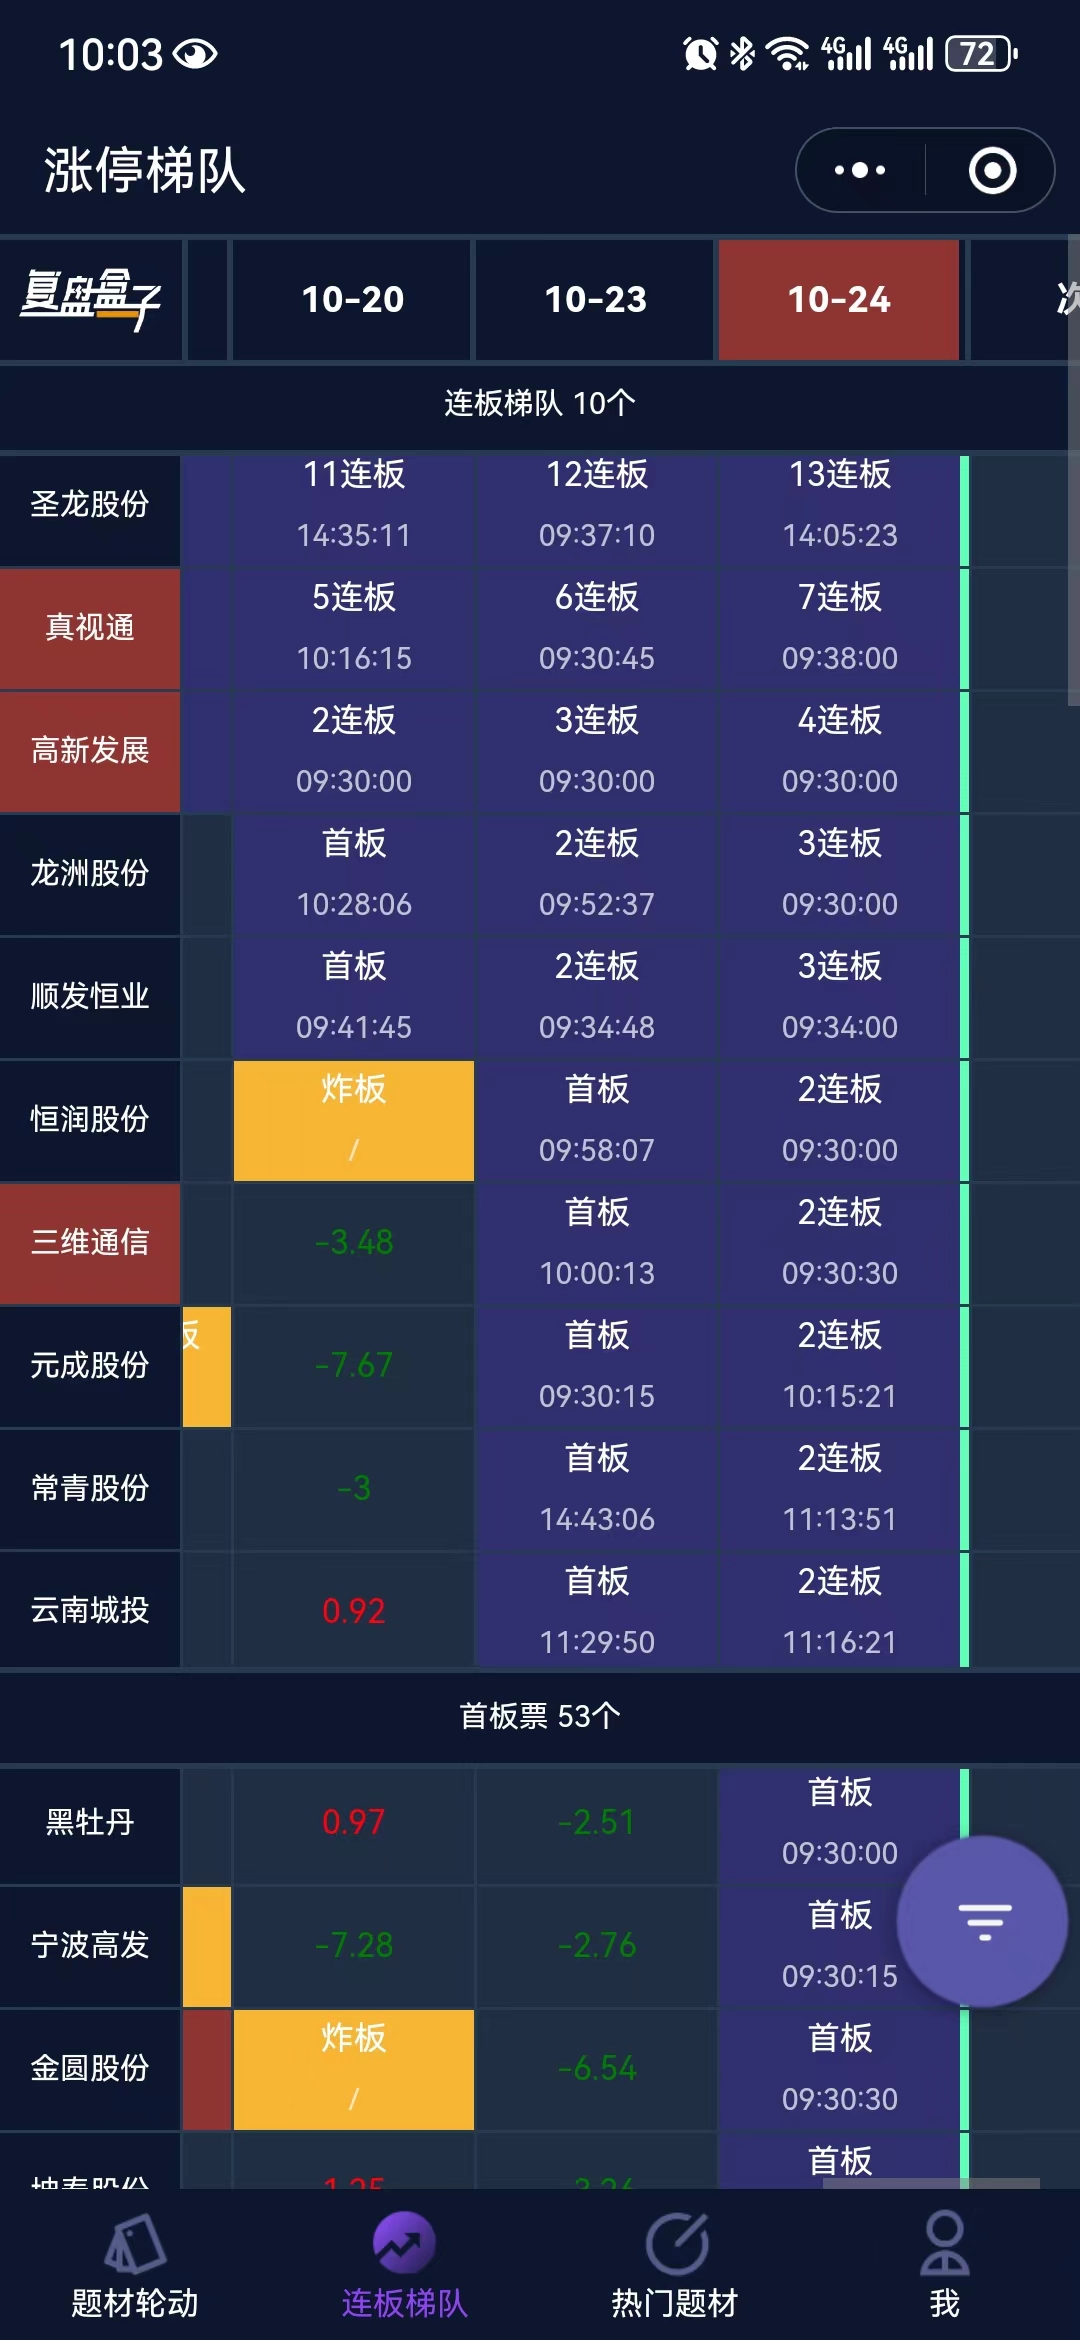 10:03
4G 4G 72
涨停梯队
复盘盒子 10-20 10-23 10-24 次
连板梯队 10个
圣龙股份 11连板 12连板 13连板
14:35:11 09:37:10 14:05:23
真视通 5连板 6连板 7连板
10:16:15 09:30:45 09:38:00
高新发展 2连板 3连板 4连板
09:30:00 09:30:00 09:30:00
龙洲股份 首板 2连板 3连板
10:28:06 09:52:37 09:30:00
顺发恒业 首板 2连板 3连板
09:41:45 09:34:48 09:34:00
恒润股份 炸板 首板 2连板
/ 09:58:07 09:30:00
三维通信 -3.48 首板 2连板
10:00:13 09:30:30
元成股份 板 -7.67 首板 2连板
09:30:15 10:15:21
常青股份 -3 首板 2连板
14:43:06 11:13:51
云南城投 0.92 首板 2连板
11:29:50 11:16:21
首板票 53个
黑牡丹 0.97 -2.51 首板
09:30:00
宁波高发 -7.28 -2.76 首板
09:30:15
金圆股份 炸板 -6.54 首板
/ 09:30:30
坤泰股份 1.25 -3.26 首板
题材轮动 连板梯队 热门题材 我